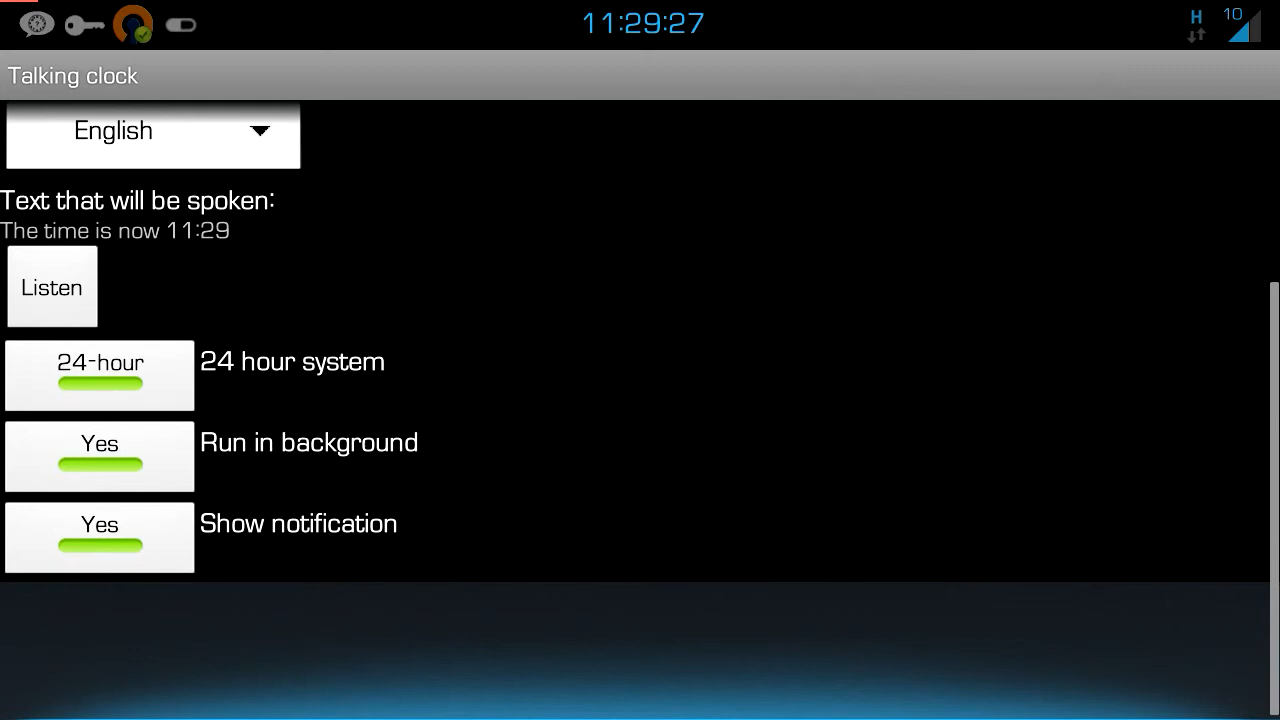 11:29:27
H
10
Talking clock
English
Text that will be spoken:
The time is now 11:29
Listen
24-hour
24 hour system
Yes
Run in background
Yes
Show notification